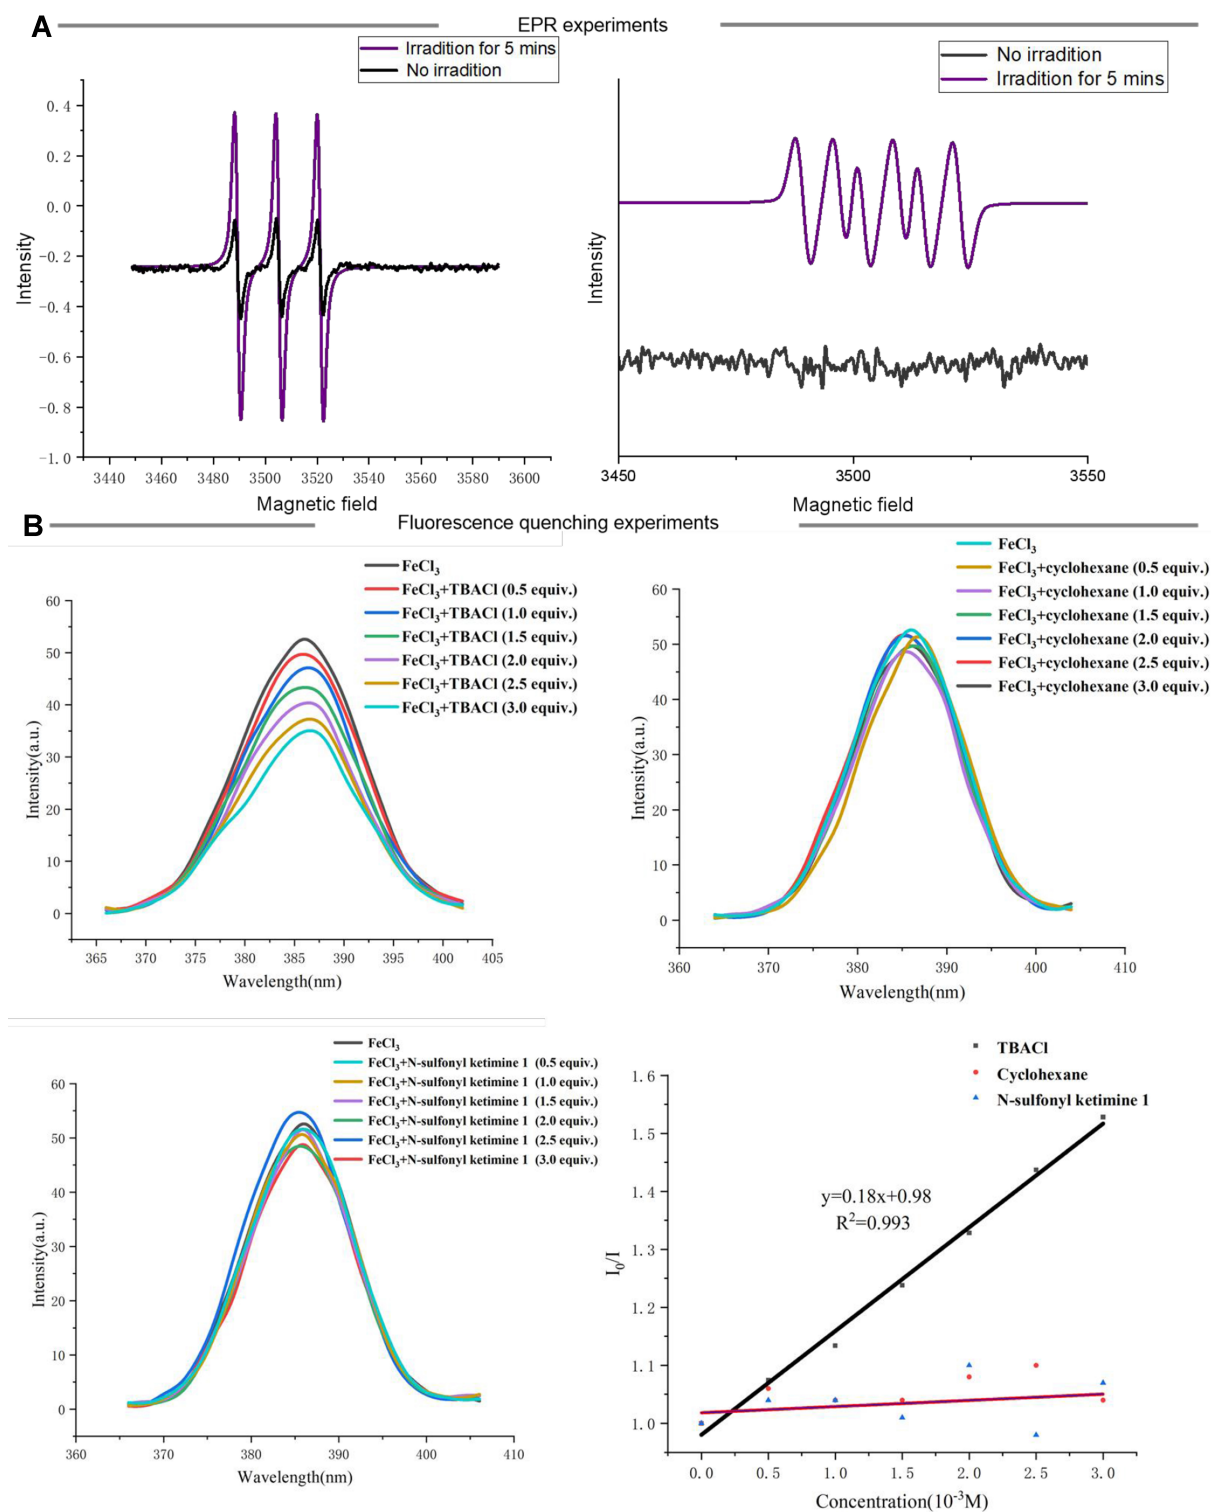 A
EPR experiments
Irradition for 5 mins
No irradition
0.4
0.2
0.0
-0.2
-0.4
-0.6
-0.8
-1.0
Intensity
3440 3460 3480 3500 3520 3540 3560 3580 3600
Magnetic field
No irradition
Irradition for 5 mins
Intensity
3450 3500 3550
Magnetic field
B
Fluorescence quenching experiments
FeCl3
FeCl3+TBACl (0.5 equiv.)
FeCl3+TBACl (1.0 equiv.)
FeCl3+TBACl (1.5 equiv.)
FeCl3+TBACl (2.0 equiv.)
FeCl3+TBACl (2.5 equiv.)
FeCl3+TBACl (3.0 equiv.)
60
50
40
30
20
10
0
Intensity(a.u.)
365 370 375 380 385 390 395 400 405
Wavelength(nm)
FeCl3
FeCl3+cyclohexane (0.5 equiv.)
FeCl3+cyclohexane (1.0 equiv.)
FeCl3+cyclohexane (1.5 equiv.)
FeCl3+cyclohexane (2.0 equiv.)
FeCl3+cyclohexane (2.5 equiv.)
FeCl3+cyclohexane (3.0 equiv.)
60
50
40
30
20
10
0
Intensity(a.u.)
360 370 380 390 400 410
Wavelength(nm)
FeCl3
FeCl3+N-sulfonyl ketimine 1 (0.5 equiv.)
FeCl3+N-sulfonyl ketimine 1 (1.0 equiv.)
FeCl3+N-sulfonyl ketimine 1 (1.5 equiv.)
FeCl3+N-sulfonyl ketimine 1 (2.0 equiv.)
FeCl3+N-sulfonyl ketimine 1 (2.5 equiv.)
FeCl3+N-sulfonyl ketimine 1 (3.0 equiv.)
60
50
40
30
20
10
0
Intensity(a.u.)
360 370 380 390 400 410
Wavelength(nm)
TBACl
Cyclohexane
N-sulfonyl ketimine 1
1.6
1.5
1.4
1.3
1.2
1.1
1.0
I0/I
y=0.18x+0.98
R²=0.993
0.0 0.5 1.0 1.5 2.0 2.5 3.0
Concentration(10⁻³M)